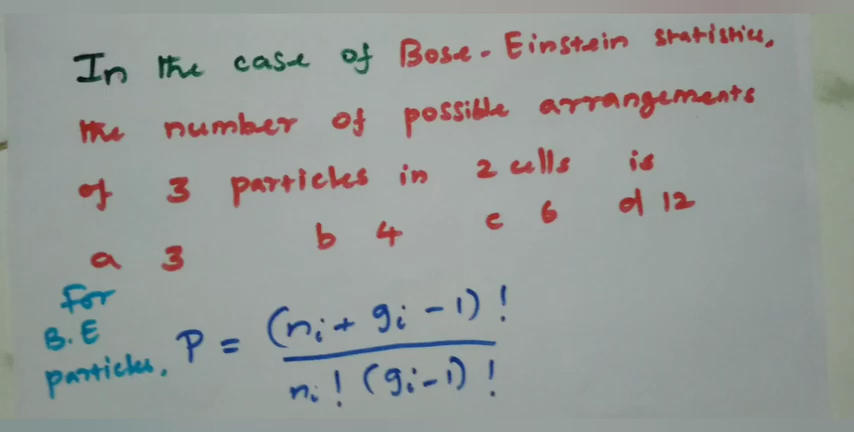 In the case of Bose-Einstein statistics,
the number of possible arrangements
of 3 particles in 2 cells is
a 3 b 4 c 6 d 12
For
B.E
particles, P = (ni + gi - 1)! / ni! (gi-1)!